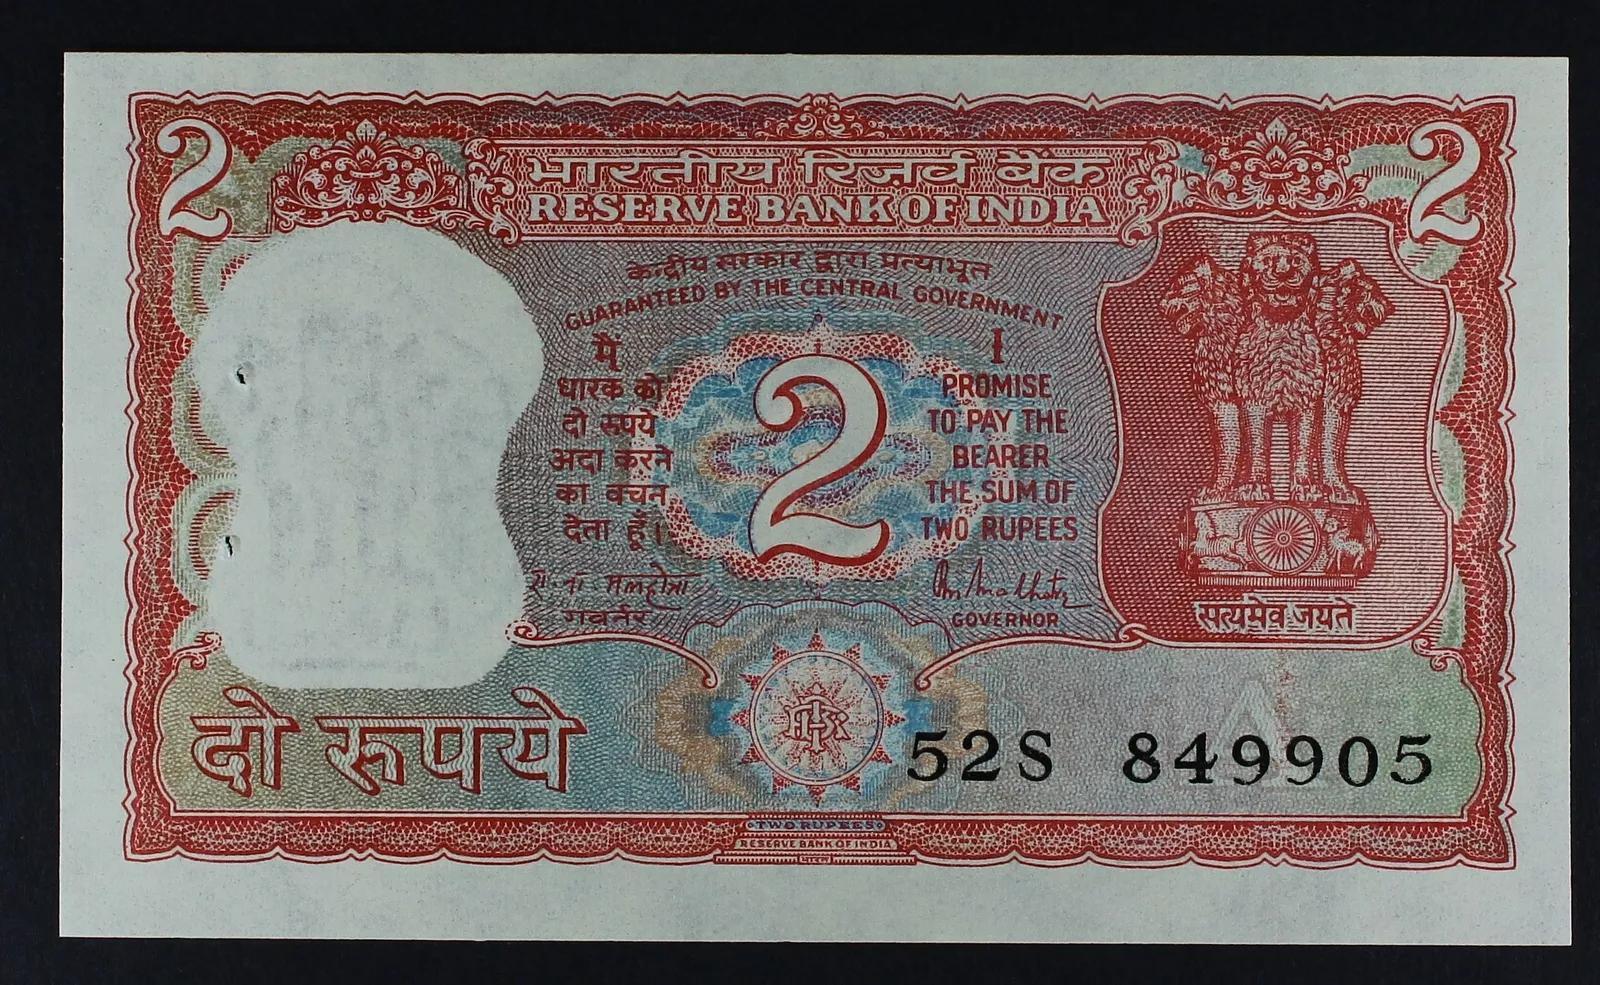 2
2
भारतीय रिज़र्व बैंक
RESERVE BANK OF INDIA
केन्द्रीय सरकार द्वारा प्रत्याभूत
GUARANTEED BY THE CENTRAL GOVERNMENT
मैं
धारक को
दो रुपये
अदा करने
का वचन
देता हूँ।
2
I
PROMISE
TO PAY THE
BEARER
THE SUM OF
TWO RUPEES
गवर्नर
GOVERNOR
सत्यमेव जयते
दो रुपये
52S 849905
A
TWO RUPEES
RESERVE BANK OF INDIA
भारत